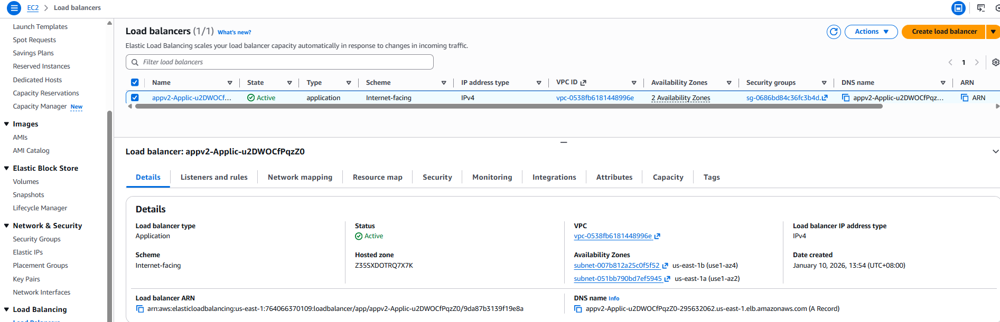 EC2 > Load balancers
Launch Templates
Spot Requests
Savings Plans
Reserved Instances
Dedicated Hosts
Capacity Reservations
Capacity Manager New
Images
AMIs
AMI Catalog
Elastic Block Store
Volumes
Snapshots
Lifecycle Manager
Network & Security
Security Groups
Elastic IPs
Placement Groups
Key Pairs
Network Interfaces
Load Balancing
Load Balancers
Load balancers (1/1) What's new?
Actions
Create load balancer
Elastic Load Balancing scales your load balancer capacity automatically in response to changes in incoming traffic.
Filter load balancers
1
Name State Type Scheme IP address type VPC ID Availability Zones Security groups DNS name ARN
appv2-Applic-u2DWOCf... Active application Internet-facing IPv4 vpc-0538fb6181448996e 2 Availability Zones sg-0686bd84c36fc3b4d. appv2-Applic-u2DWOCfPqz... ARN
Load balancer: appv2-Applic-u2DWOCfPqzZ0
Details Listeners and rules Network mapping Resource map Security Monitoring Integrations Attributes Capacity Tags
Details
Load balancer type
Application
Status
Active
VPC
vpc-0538fb6181448996e
Load balancer IP address type
IPv4
Scheme
Internet-facing
Hosted zone
Z35SXDOTRQ7X7K
Availability Zones
subnet-007b812a25c0f5f52 us-east-1b (use1-az4)
subnet-051bb790bd7ef5945 us-east-1a (use1-az2)
Date created
January 10, 2026, 13:54 (UTC+08:00)
Load balancer ARN
arn:aws:elasticloadbalancing:us-east-1:764066370109:loadbalancer/app/appv2-Applic-u2DWOCfPqzZ0/9da87b3139f19e8a
DNS name Info
appv2-Applic-u2DWOCfPqzZ0-295632062.us-east-1.elb.amazonaws.com (A Record)